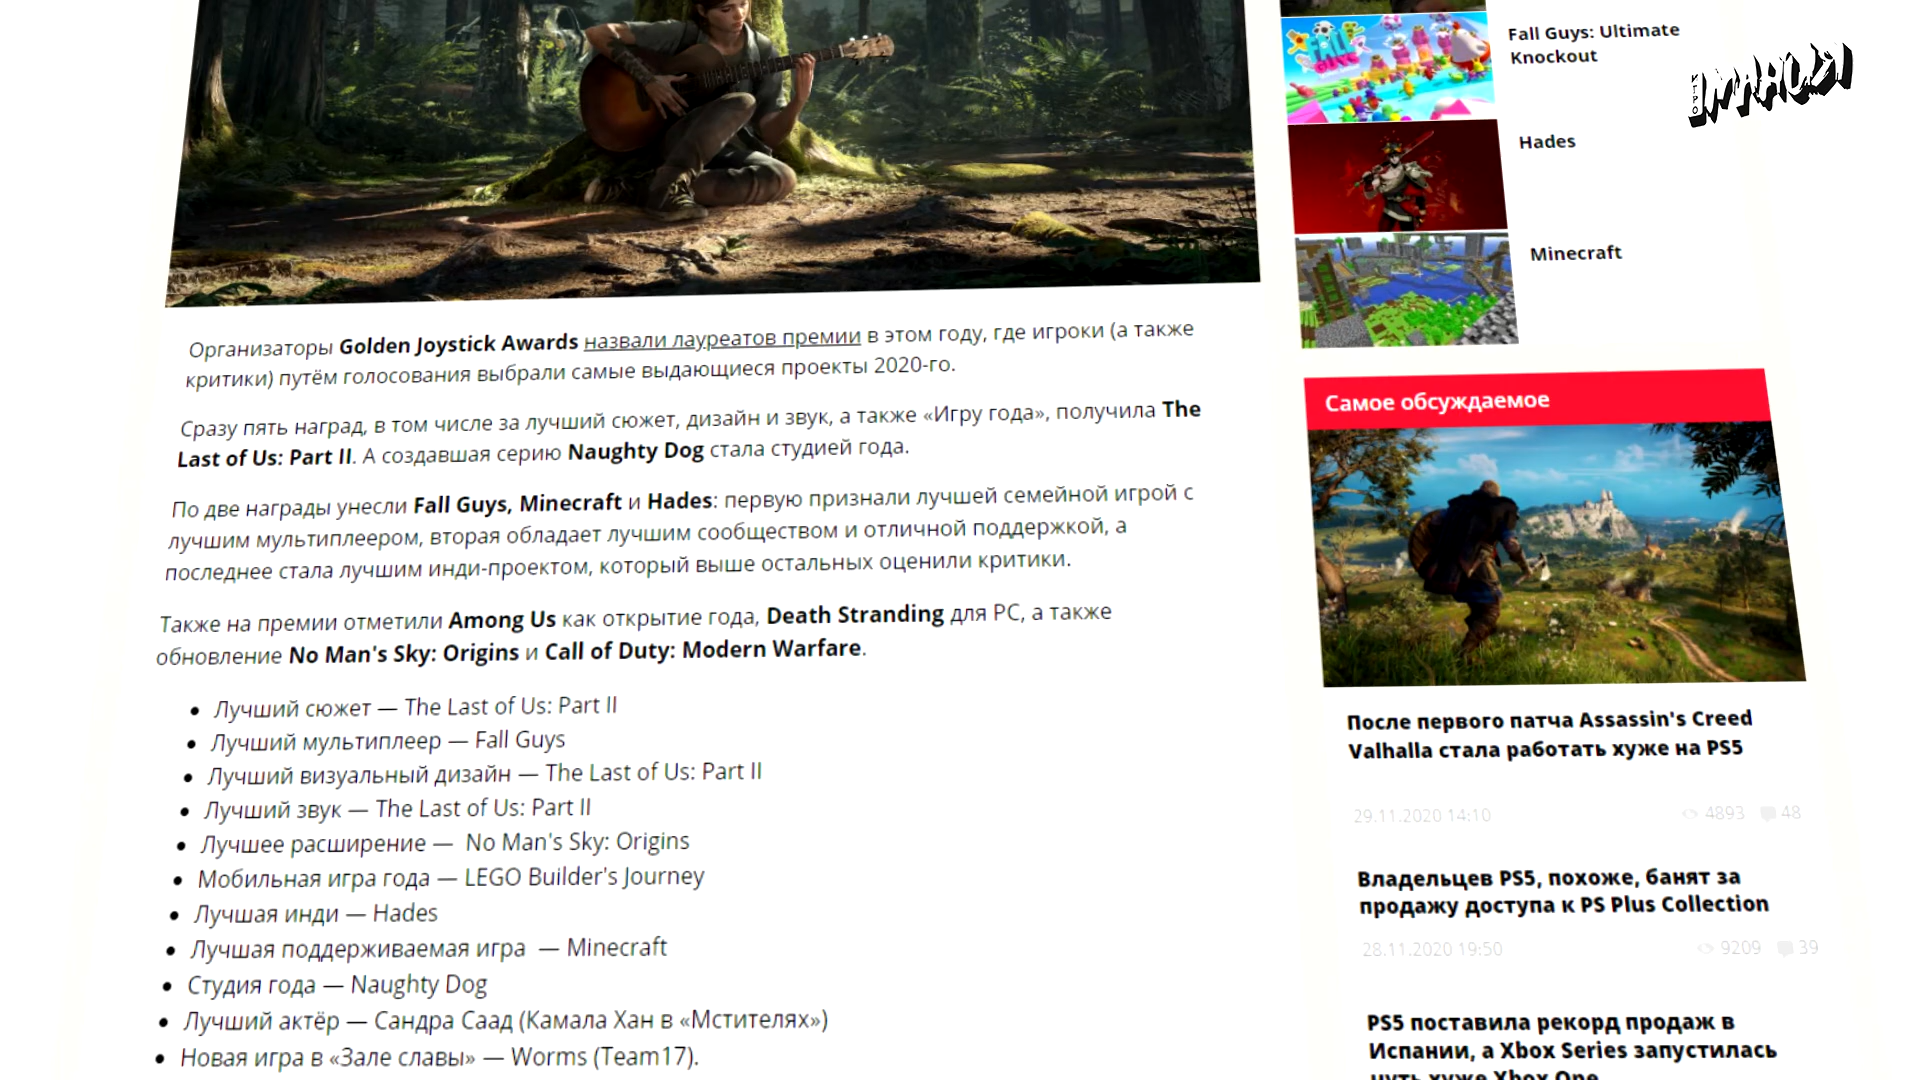 Организаторы Golden Joystick Awards назвали лауреатов премии в этом году, где игроки (а также
критики) путём голосования выбрали самые выдающиеся проекты 2020-го.
Сразу пять наград, в том числе за лучший сюжет, дизайн и звук, а также «Игру года», получила The
Last of Us: Part II. А создавшая серию Naughty Dog стала студией года.
По две награды унесли Fall Guys, Minecraft и Hades: первую признали лучшей семейной игрой с
лучшим мультиплеером, вторая обладает лучшим сообществом и отличной поддержкой, а
последнее стала лучшим инди-проектом, который выше остальных оценили критики.
Также на премии отметили Among Us как открытие года, Death Stranding для PC, а также
обновление No Man's Sky: Origins и Call of Duty: Modern Warfare.
• Лучший сюжет — The Last of Us: Part II
• Лучший мультиплеер — Fall Guys
• Лучший визуальный дизайн — The Last of Us: Part II
• Лучший звук — The Last of Us: Part II
• Лучшее расширение — No Man's Sky: Origins
• Мобильная игра года — LEGO Builder's Journey
• Лучшая инди — Hades
• Лучшая поддерживаемая игра — Minecraft
• Студия года — Naughty Dog
• Лучший актёр — Сандра Саад (Камала Хан в «Мстителях»)
• Новая игра в «Зале славы» — Worms (Team17).
Fall Guys: Ultimate
Knockout
Hades
Minecraft
Самое обсуждаемое
После первого патча Assassin's Creed
Valhalla стала работать хуже на PS5
29.11.2020 14:10 4893 48
Владельцев PS5, похоже, банят за
продажу доступа к PS Plus Collection
28.11.2020 19:50 9209 39
PS5 поставила рекорд продаж в
Испании, а Xbox Series запустилась
чуть хуже Xbox One